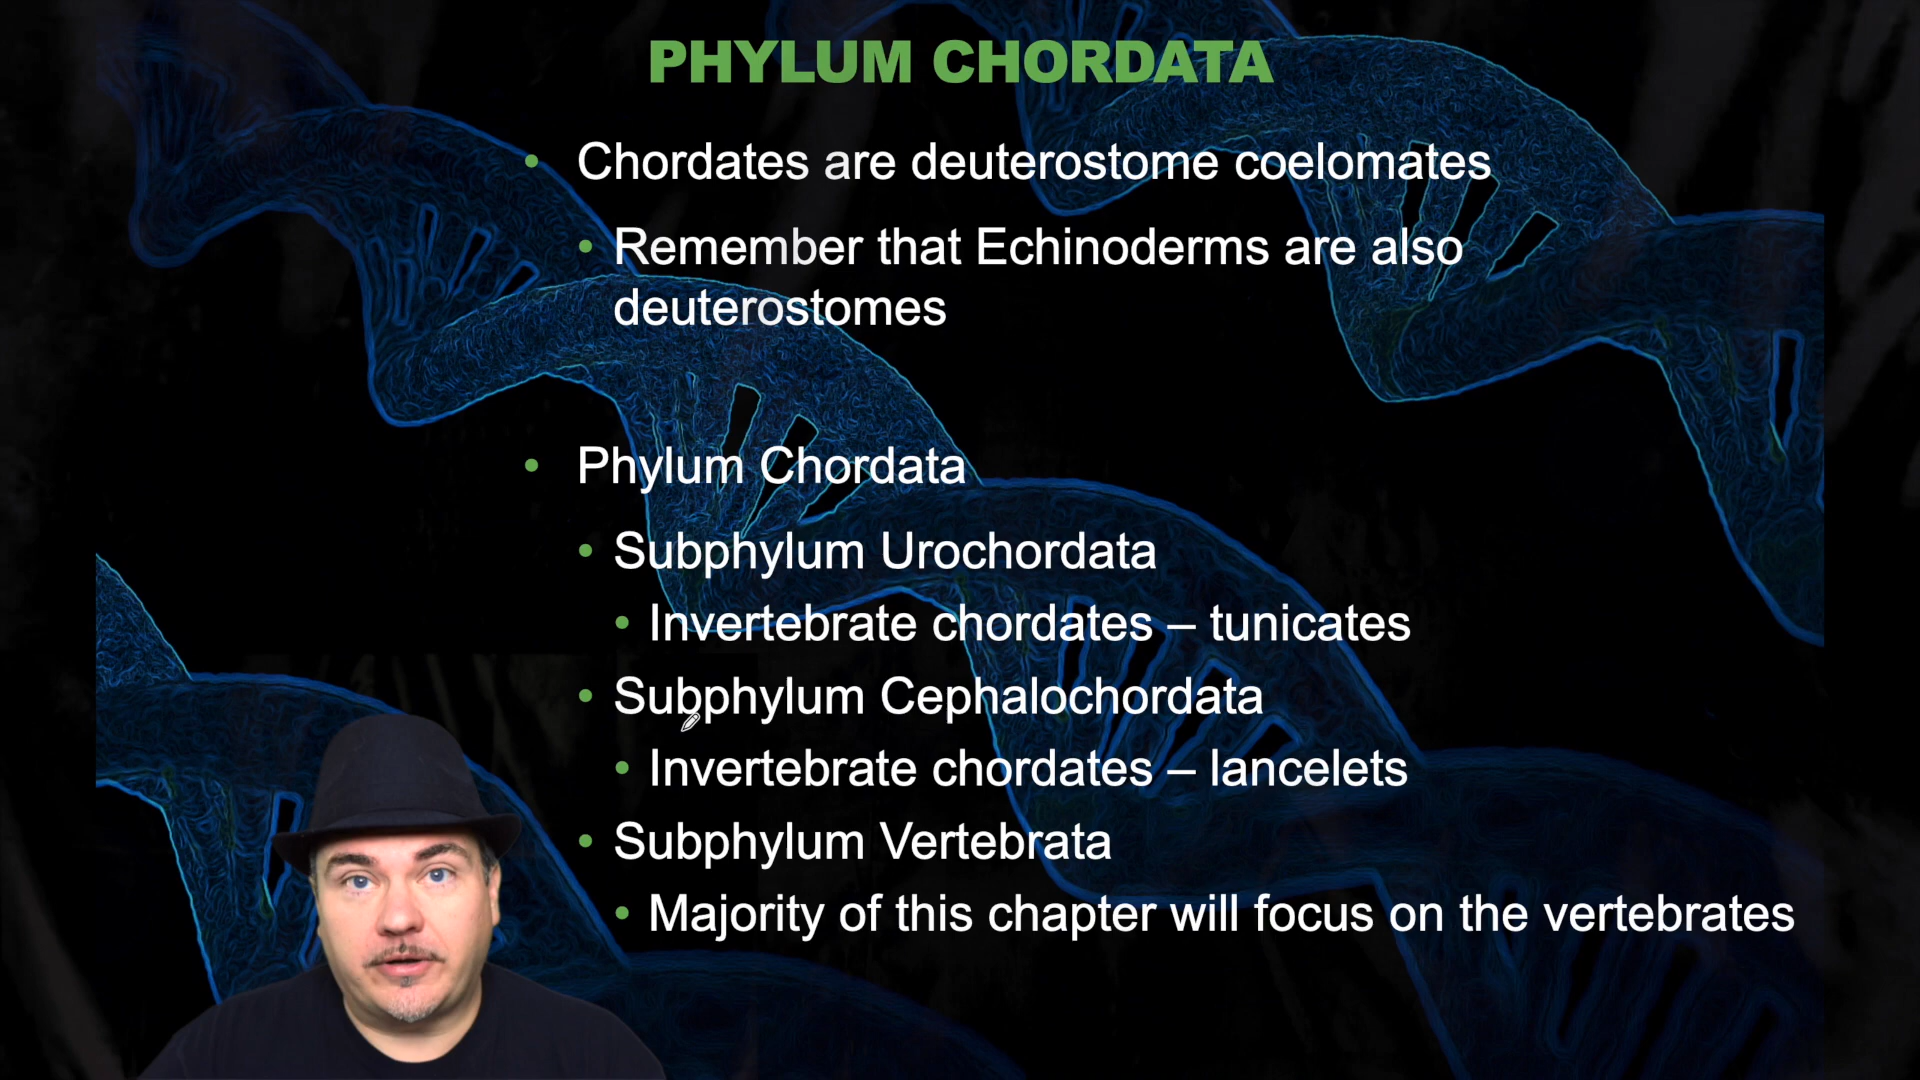 PHYLUM CHORDATA
• Chordates are deuterostome coelomates
• Remember that Echinoderms are also
deuterostomes
• Phylum Chordata
• Subphylum Urochordata
• Invertebrate chordates – tunicates
• Subphylum Cephalochordata
• Invertebrate chordates – lancelets
• Subphylum Vertebrata
• Majority of this chapter will focus on the vertebrates